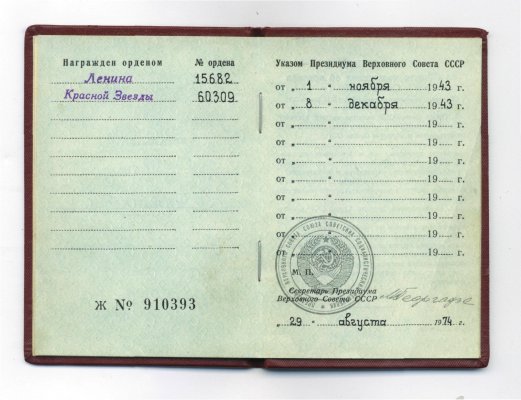 Награжден орденом
№ ордена
Ленина 15682
Красной Звезды 60309
Ж № 910393
Указом Президиума Верховного Совета СССР
от „ 1 “ ноября 1943 г.
от „ 8 “ декабря 1943 г.
от „ “ 19 г.
от „ “ 19 г.
от „ “ 19 г.
от „ “ 19 г.
от „ “ 19 г.
от „ “ 19 г.
от „ “ 19 г.
от „ “ 19 г.
М. П.
Секретарь Президиума
Верховного Совета СССР
„ 29 “ августа 1974 г.